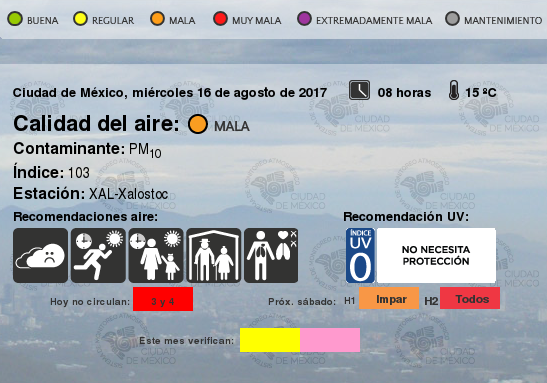 BUENA REGULAR MALA MUY MALA EXTREMADAMENTE MALA MANTENIMIENTO
Ciudad de México, miércoles 16 de agosto de 2017 08 horas 15 ºC
Calidad del aire: MALA
Contaminante: PM10
Índice: 103
Estación: XAL-Xalostoc
Recomendaciones aire:
Recomendación UV:
ÍNDICE
UV
0
NO NECESITA
PROTECCIÓN
Hoy no circulan: 3 y 4 Próx. sábado: H1 Impar H2 Todos
Este mes verifican:
CIUDAD
DE MÉXICO